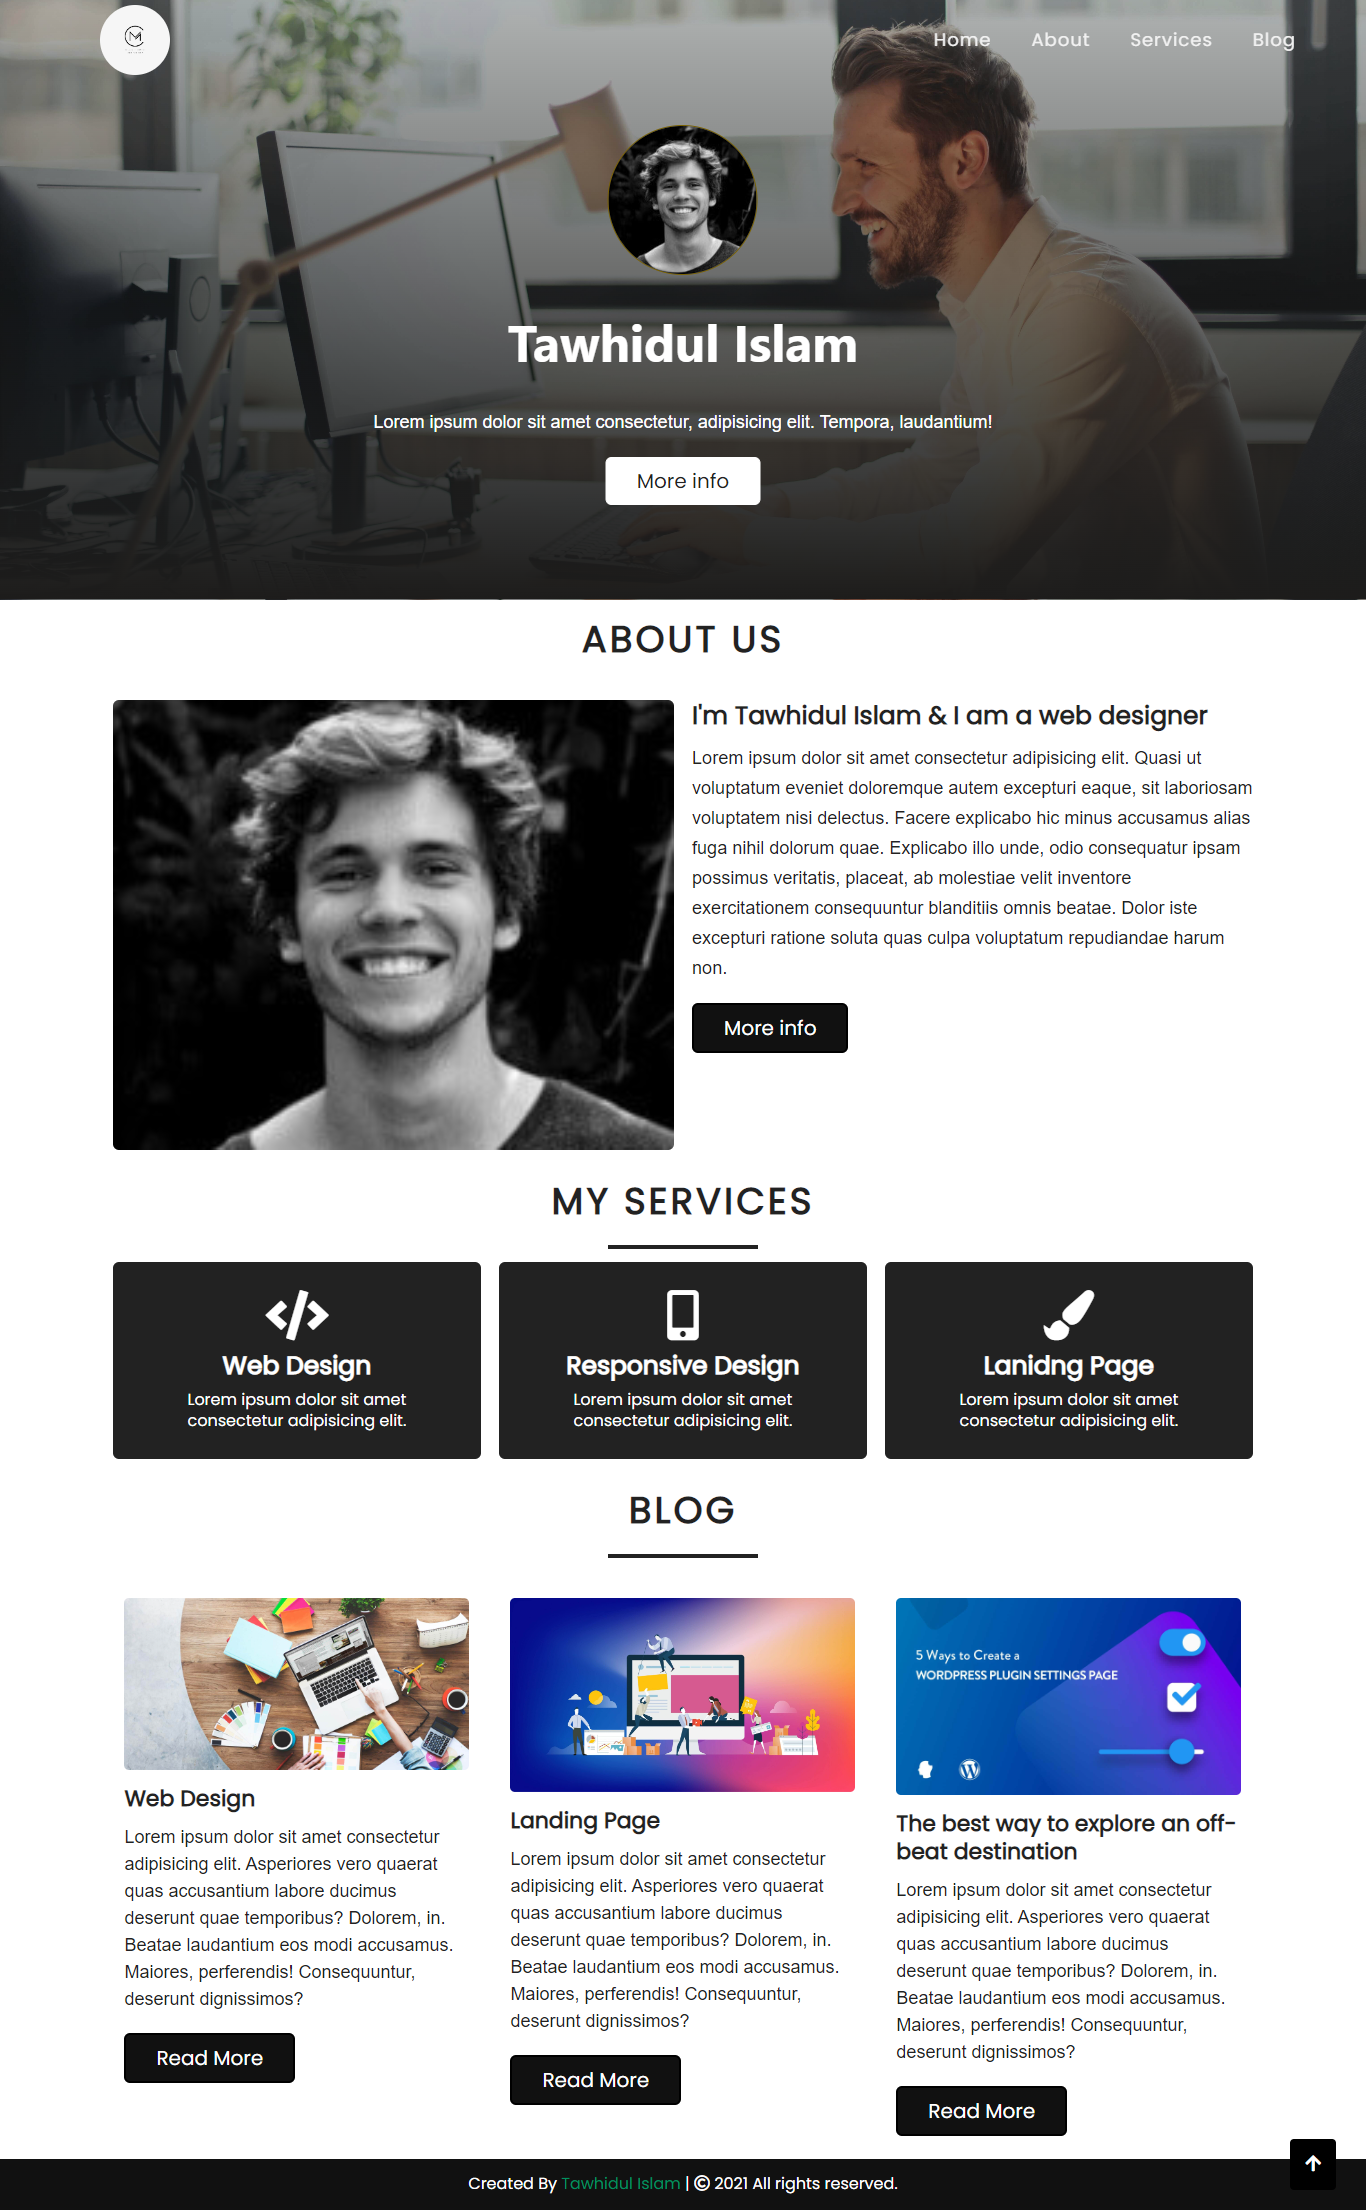 Home About Services Blog
Tawhidul Islam
Lorem ipsum dolor sit amet consectetur, adipisicing elit. Tempora, laudantium!
More info
ABOUT US
I'm Tawhidul Islam & I am a web designer
Lorem ipsum dolor sit amet consectetur adipisicing elit. Quasi ut
voluptatum eveniet doloremque autem excepturi eaque, sit laboriosam
voluptatem nisi delectus. Facere explicabo hic minus accusamus alias
fuga nihil dolorum quae. Explicabo illo unde, odio consequatur ipsam
possimus veritatis, placeat, ab molestiae velit inventore
exercitationem consequuntur blanditiis omnis beatae. Dolor iste
excepturi ratione soluta quas culpa voluptatum repudiandae harum
non.
More info
MY SERVICES
Web Design
Lorem ipsum dolor sit amet
consectetur adipisicing elit.
Responsive Design
Lorem ipsum dolor sit amet
consectetur adipisicing elit.
Lanidng Page
Lorem ipsum dolor sit amet
consectetur adipisicing elit.
BLOG
Web Design
Lorem ipsum dolor sit amet consectetur
adipisicing elit. Asperiores vero quaerat
quas accusantium labore ducimus
deserunt quae temporibus? Dolorem, in.
Beatae laudantium eos modi accusamus.
Maiores, perferendis! Consequuntur,
deserunt dignissimos?
Read More
Landing Page
Lorem ipsum dolor sit amet consectetur
adipisicing elit. Asperiores vero quaerat
quas accusantium labore ducimus
deserunt quae temporibus? Dolorem, in.
Beatae laudantium eos modi accusamus.
Maiores, perferendis! Consequuntur,
deserunt dignissimos?
Read More
5 Ways to Create a
WORDPRESS PLUGIN SETTINGS PAGE
The best way to explore an off-
beat destination
Lorem ipsum dolor sit amet consectetur
adipisicing elit. Asperiores vero quaerat
quas accusantium labore ducimus
deserunt quae temporibus? Dolorem, in.
Beatae laudantium eos modi accusamus.
Maiores, perferendis! Consequuntur,
deserunt dignissimos?
Read More
Created By Tawhidul Islam | © 2021 All rights reserved.